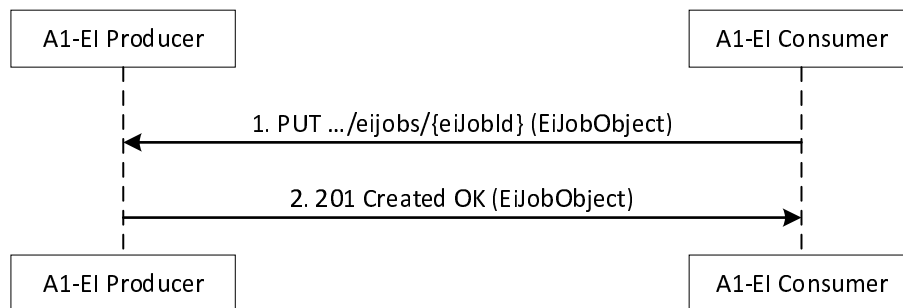 A1-EI Producer
A1-EI Consumer
1. PUT .../eijobs/{eiJobId} (EiJobObject)
2. 201 Created OK (EiJobObject)
A1-EI Producer
A1-EI Consumer